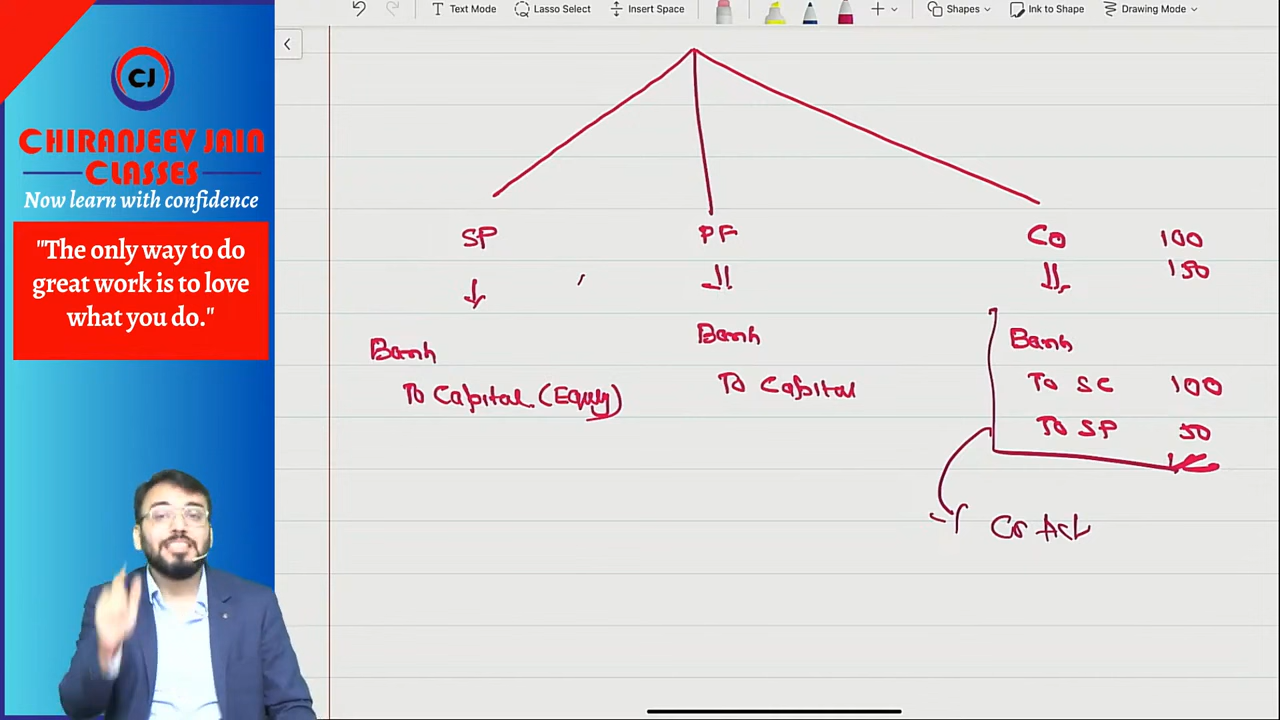 Text Mode
Lasso Select
Insert Space
Shapes
Ink to Shape
Drawing Mode
CJ
CHIRANJEEV JAIN
CLASSES
Now learn with confidence
"The only way to do
great work is to love
what you do."
SP
PF
CO 100
150
Bank
To Capital (Equity)
Bank
To Capital
Bank
To SC 100
To SP 50
Co Act